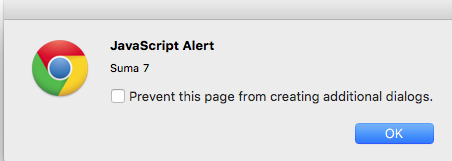 JavaScript Alert
Suma 7
Prevent this page from creating additional dialogs.
OK